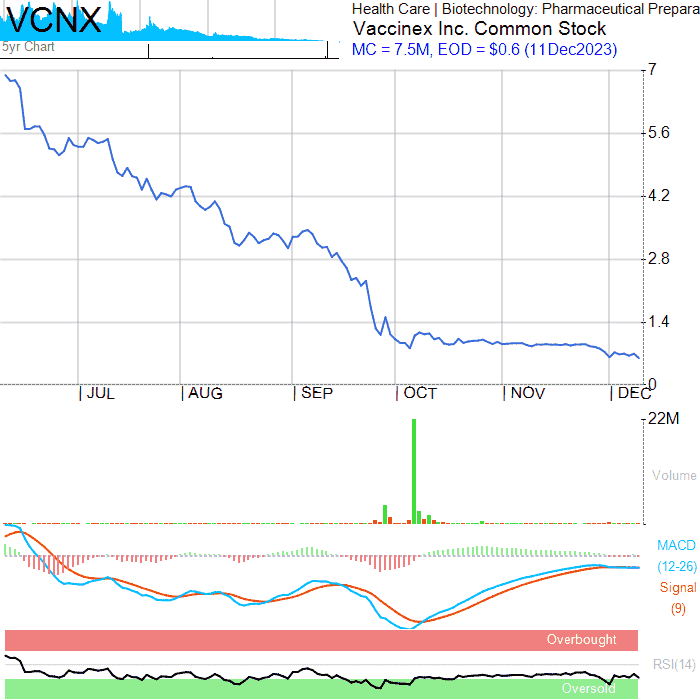 VCNX
5yr Chart
Health Care | Biotechnology: Pharmaceutical Prepara
Vaccinex Inc. Common Stock
MC = 7.5M, EOD = $0.6 (11Dec2023)
7
5.6
4.2
2.8
1.4
0
| JUL | AUG | SEP | OCT | NOV | DEC
22M
Volume
MACD
(12-26)
Signal
(9)
Overbought
RSI(14)
Oversold